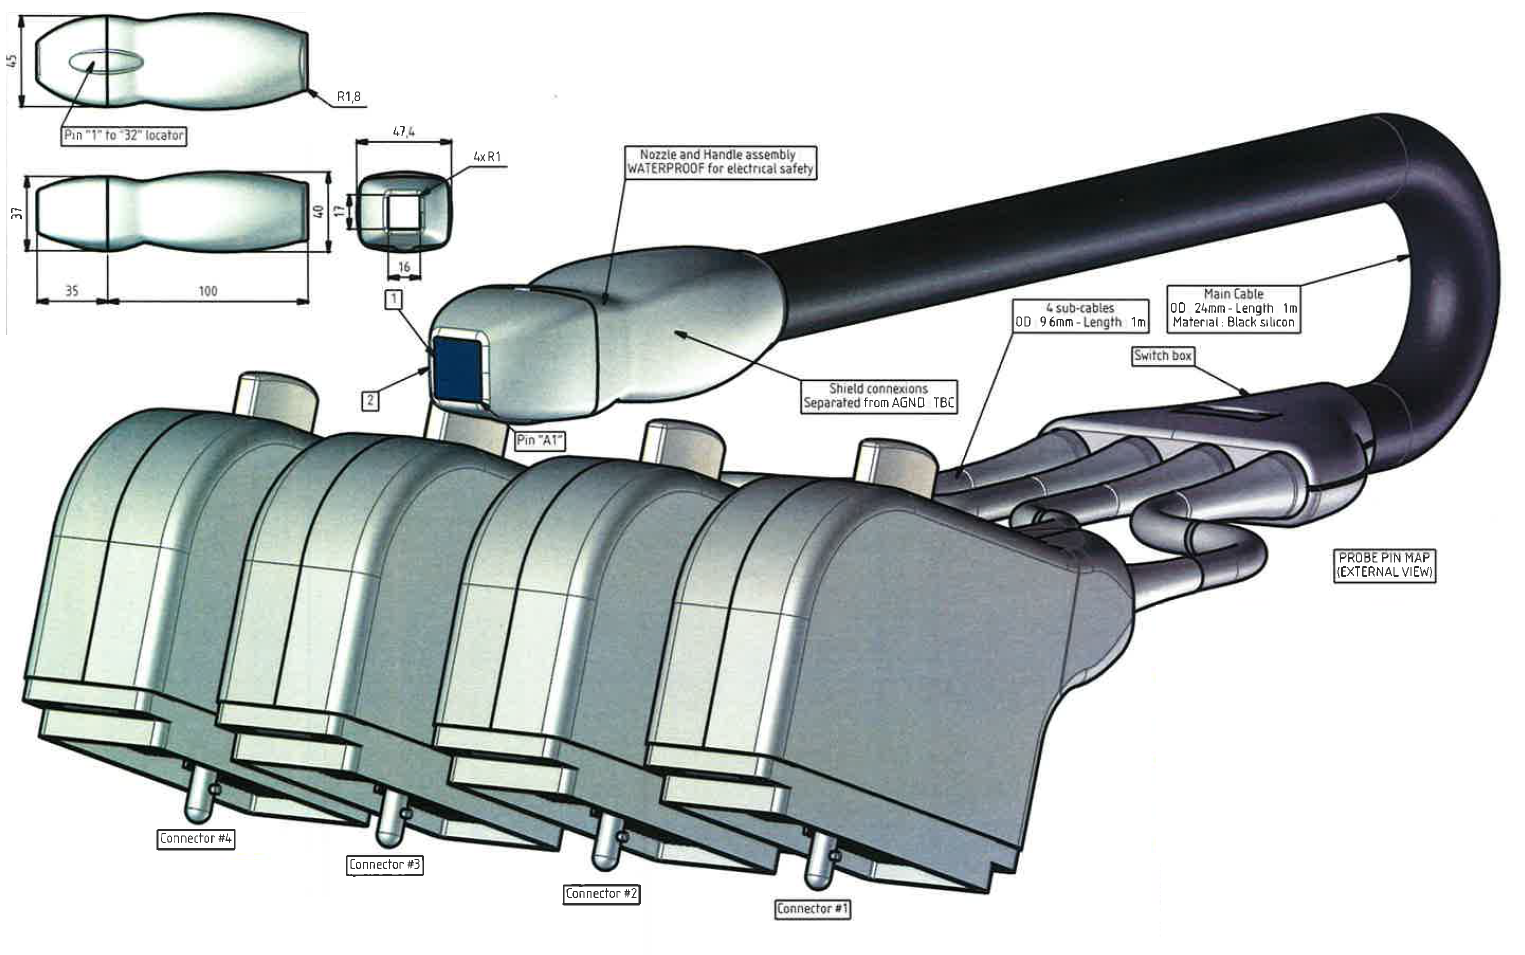 45
R1,8
Pin "1" to "32" locator
47,4
4xR1
37
40
17
16
35
100
Nozzle and Handle assembly
WATERPROOF for electrical safety
1
2
Pin "A1"
Shield connexions
Separated from AGND TBC
4 sub-cables
OD 9 6mm - Length 1m
Main Cable
OD 24mm - Length 1m
Material : Black silicon
Switch box
PROBE PIN MAP
(EXTERNAL VIEW)
Connector #4
Connector #3
Connector #2
Connector #1